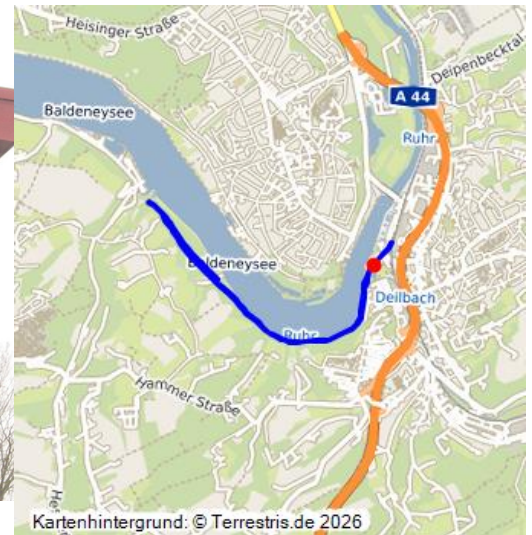 Heisinger Straße
Deipenbecktal
A 44
Baldeneysee
Ruhr
Baldeneysee
Deilbach
Ruhr
Hammer Straße
Kartenhintergrund: © Terrestris.de 2026